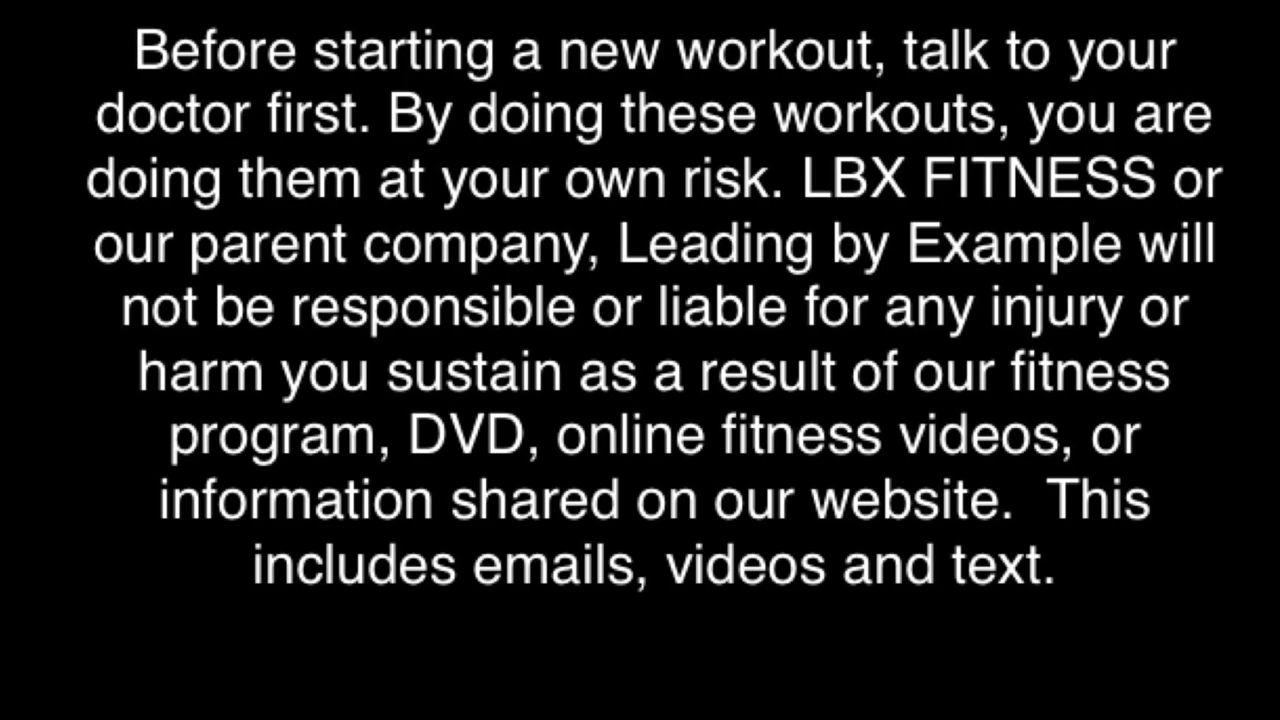 Before starting a new workout, talk to your
doctor first. By doing these workouts, you are
doing them at your own risk. LBX FITNESS or
our parent company, Leading by Example will
not be responsible or liable for any injury or
harm you sustain as a result of our fitness
program, DVD, online fitness videos, or
information shared on our website.  This
includes emails, videos and text.